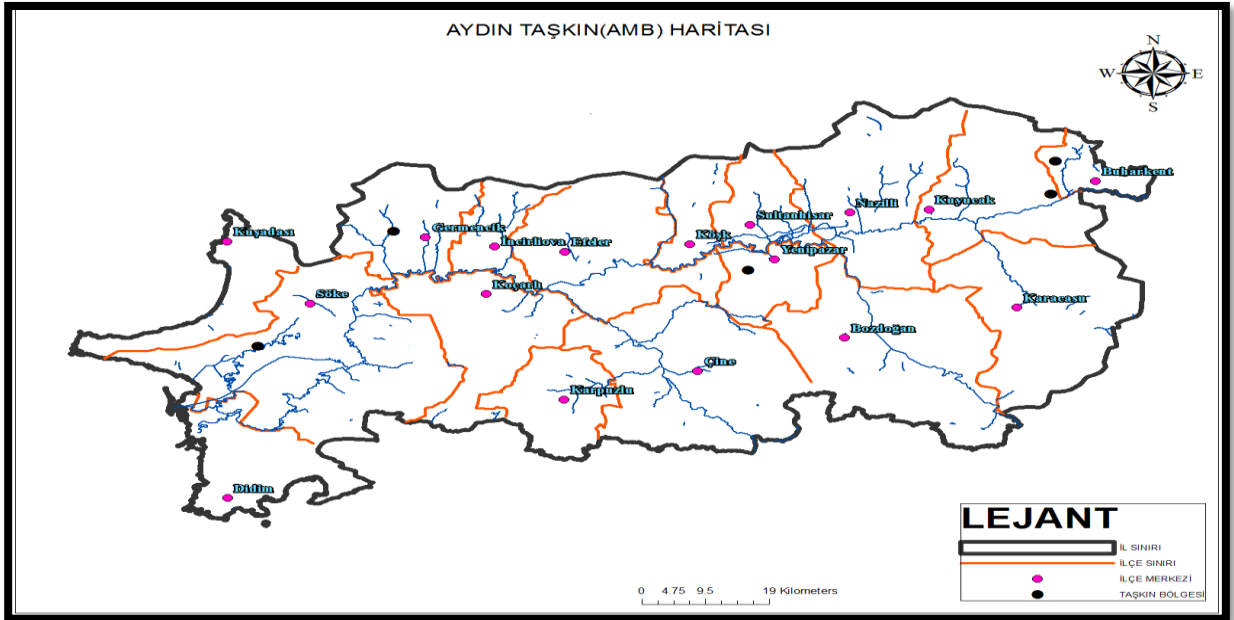 AYDIN TAŞKIN(AMB) HARİTASI
N
W E
S
Buharkent
Kuyucak
Nazilli
Sultanhisar
Kuşadası
Germencik
İncirliova Efeler
Köşk
Yenipazar
Söke
Koçarlı
Karacasu
Bozdoğan
Çine
Karpuzlu
Didim
LEJANT
İL SINIRI
İLÇE SINIRI
İLÇE MERKEZİ
TAŞKIN BÖLGESİ
0 4.75 9.5 19 Kilometers